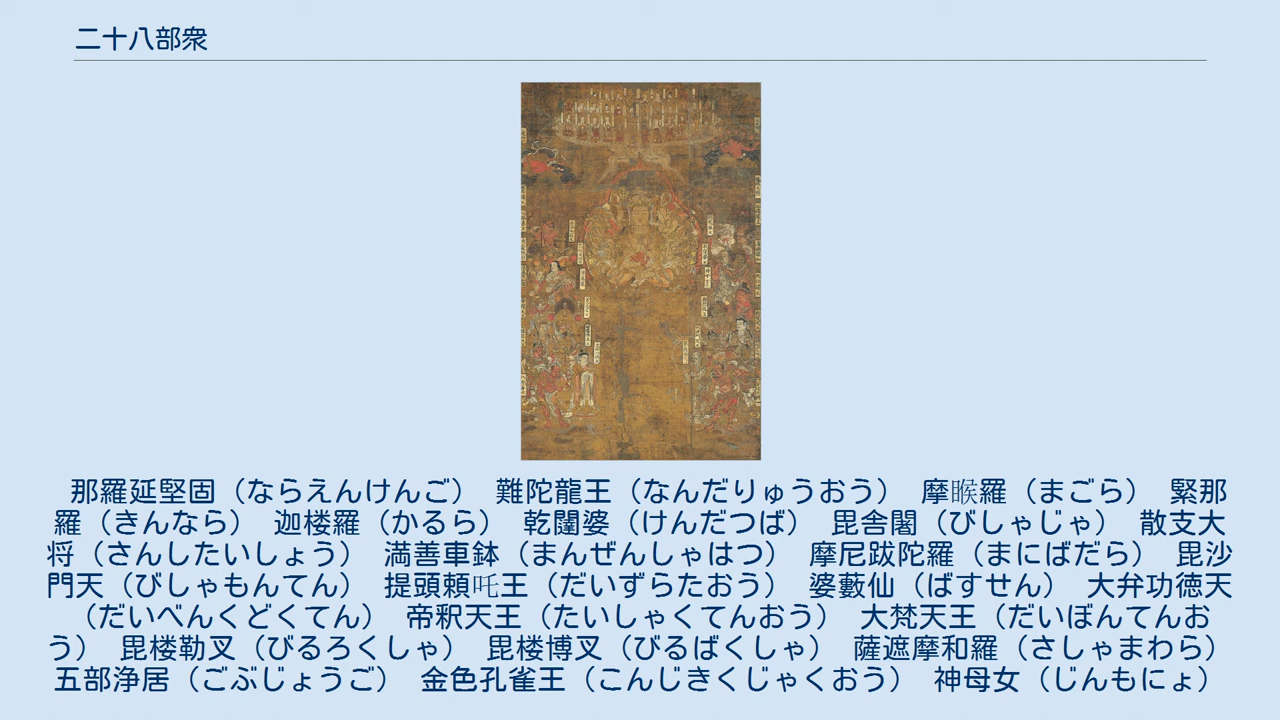 二十八部衆
那羅延堅固（ならえんけんご）　難陀龍王（なんだりゅうおう）　摩睺羅（まごら）　緊那
羅（きんなら）　迦楼羅（かるら）　乾闥婆（けんだつば）　毘舎闍（びしゃじゃ）　散支大
将（さんしたいしょう）　満善車鉢（まんぜんしゃはつ）　摩尼跋陀羅（まにばだら）　毘沙
門天（びしゃもんてん）　提頭頼吒王（だいずらたおう）　婆藪仙（ばすせん）　大弁功徳天
（だいべんくどくてん）　帝釈天王（たいしゃくてんおう）　大梵天王（だいぼんてんお
う）　毘楼勒叉（びるろくしゃ）　毘楼博叉（びるばくしゃ）　薩遮摩和羅（さしゃまわら）
五部浄居（ごぶじょうご）　金色孔雀王（こんじきくじゃくおう）　神母女（じんもにょ）